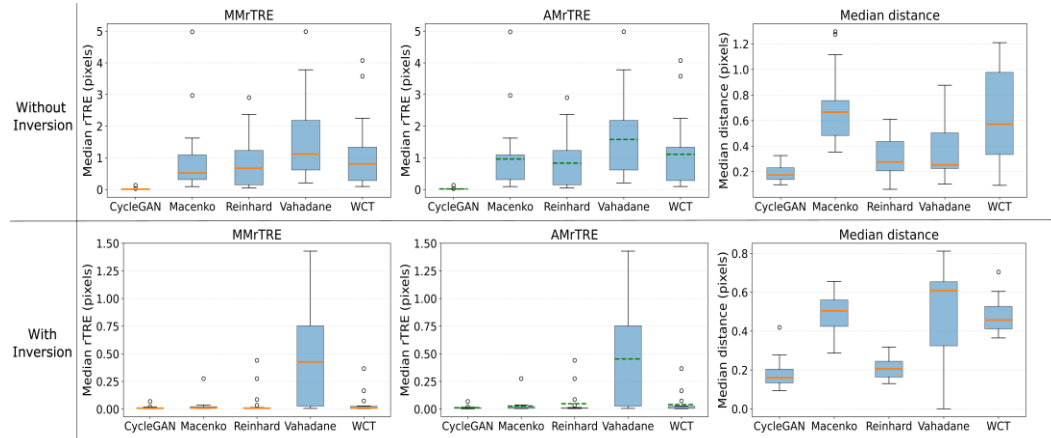 MMrTRE
AMrTRE
Median distance
Without
Inversion
Median rTRE (pixels)
5
4
3
2
1
0
CycleGAN Macenko Reinhard Vahadane WCT
Median rTRE (pixels)
5
4
3
2
1
0
CycleGAN Macenko Reinhard Vahadane WCT
Median distance (pixels)
1.2
1.0
0.8
0.6
0.4
0.2
CycleGAN Macenko Reinhard Vahadane WCT
With
Inversion
MMrTRE
AMrTRE
Median distance
Median rTRE (pixels)
1.50
1.25
1.00
0.75
0.50
0.25
0.00
CycleGAN Macenko Reinhard Vahadane WCT
Median rTRE (pixels)
1.50
1.25
1.00
0.75
0.50
0.25
0.00
CycleGAN Macenko Reinhard Vahadane WCT
Median distance (pixels)
0.8
0.6
0.4
0.2
0.0
CycleGAN Macenko Reinhard Vahadane WCT